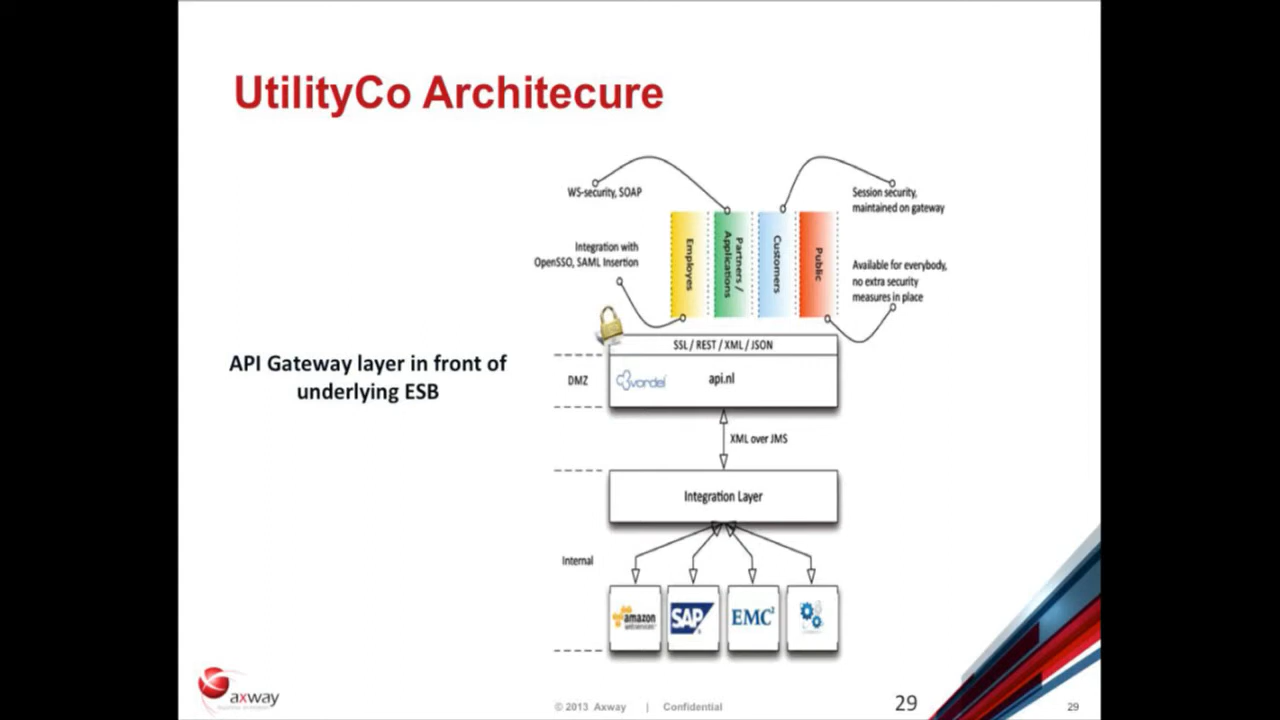 UtilityCo Architecure
WS-security, SOAP
Session security,
maintained on gateway
Integration with
OpenSSO, SAML Insertion
Employes
Partners /
Applications
Customers
Public
Available for everybody,
no extra security
measures in place
API Gateway layer in front of
underlying ESB
SSL / REST / XML / JSON
DMZ
vordel
api.nl
XML over JMS
Integration Layer
Internal
amazon
webservices
SAP
EMC²
axway
© 2013 Axway | Confidential
29
29